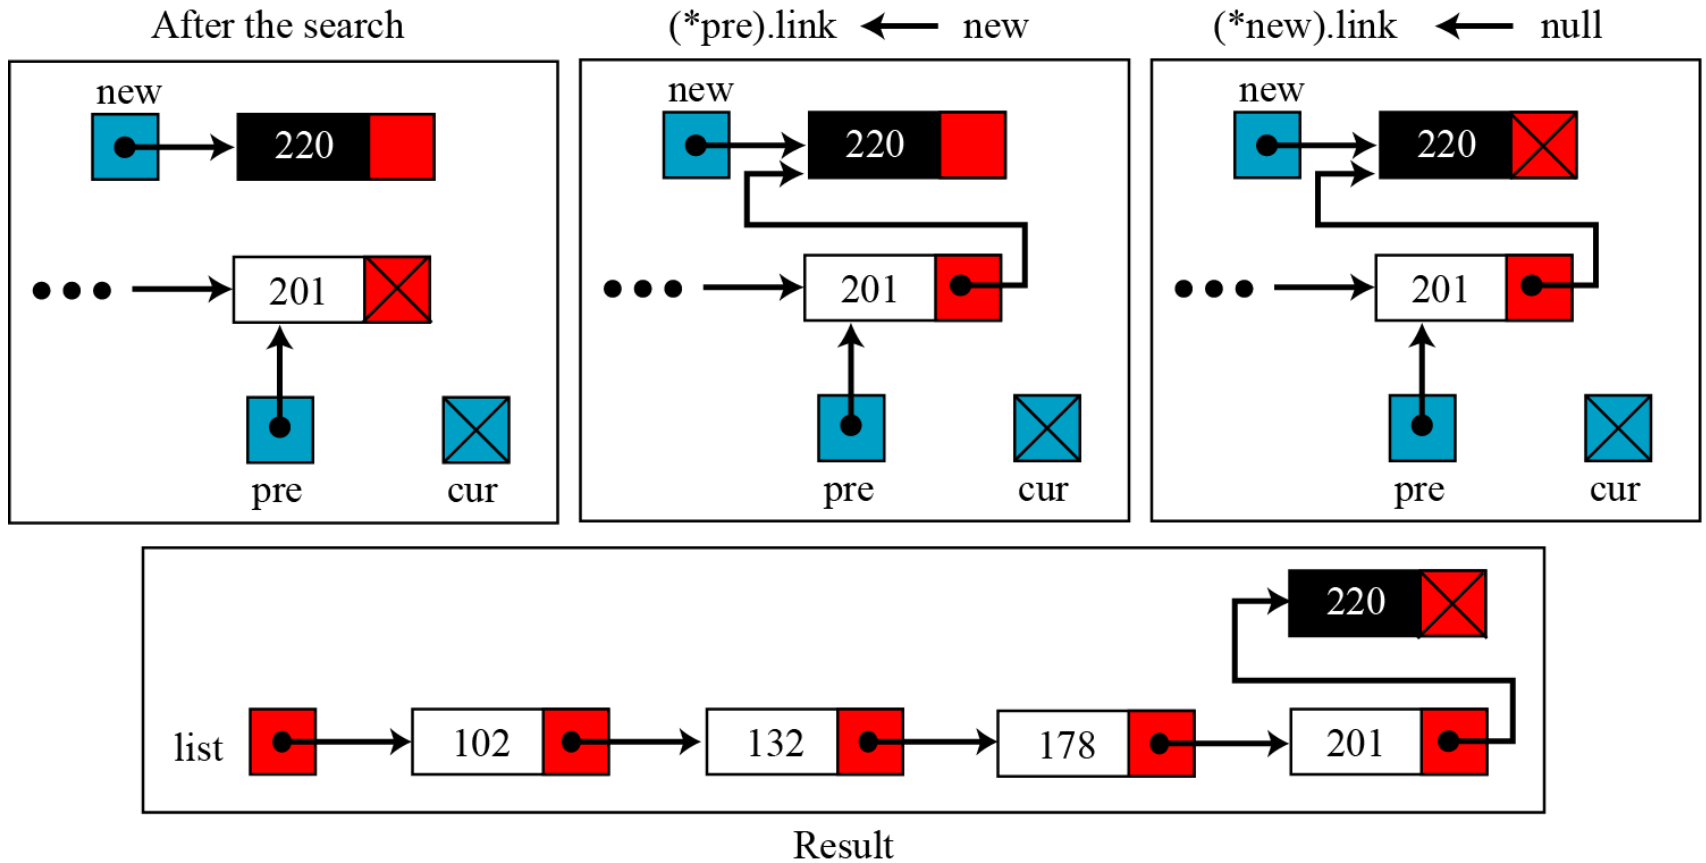 After the search
(*pre).link new
(*new).link null
new
220
201
pre cur
new
220
201
pre cur
new
220
201
pre cur
220
list 102 132 178 201
Result